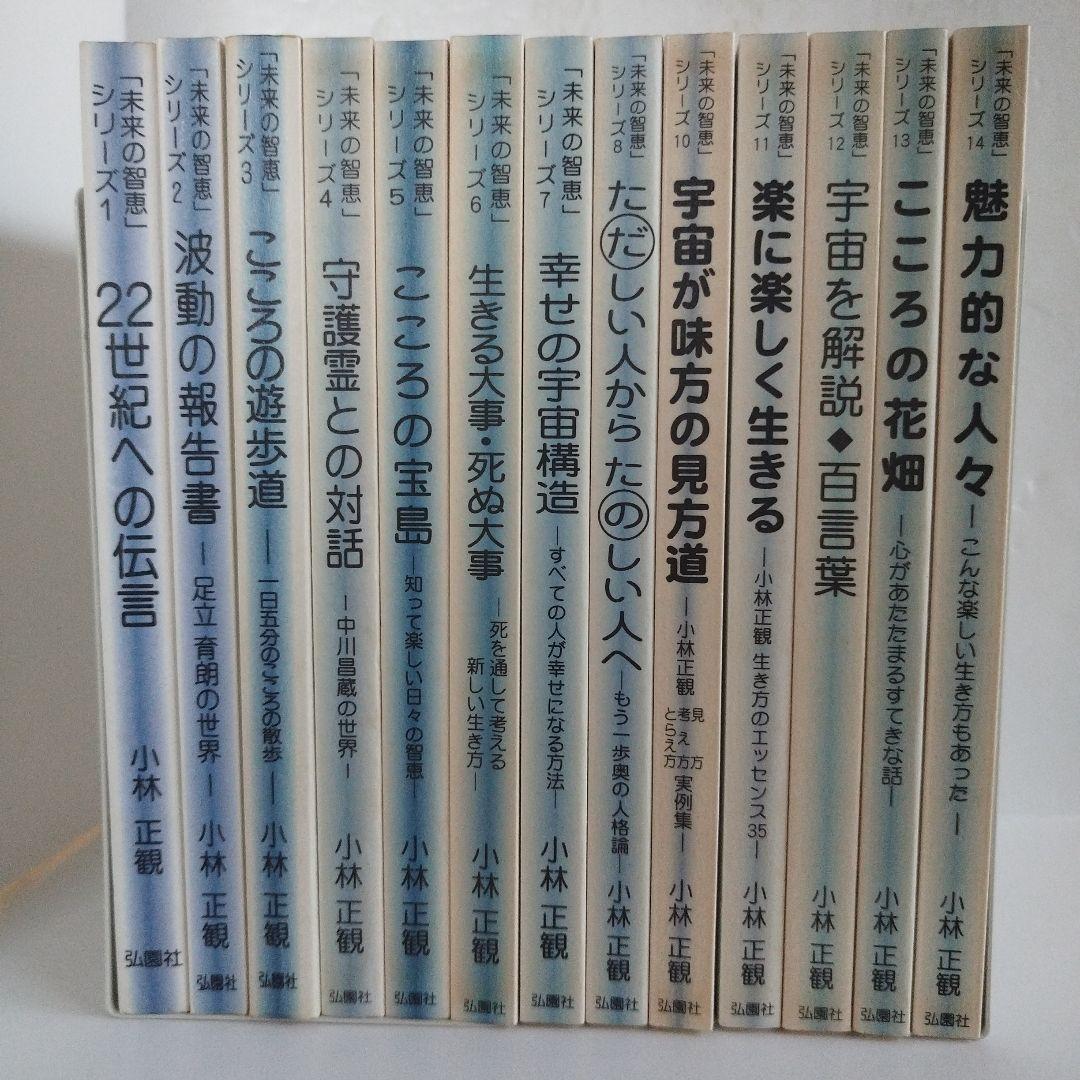 「未来の智恵」
シリーズ1
22世紀への伝言
小林 正観
弘園社
「未来の智恵」
シリーズ2
波動の報告書
―足立 育朗の世界―
小林 正観
弘園社
「未来の智恵」
シリーズ3
こころの遊歩道
―一日五分のこころの散歩―
小林 正観
弘園社
「未来の智恵」
シリーズ4
守護霊との対話
―中川昌蔵の世界―
小林 正観
弘園社
「未来の智恵」
シリーズ5
こころの宝島
―知って楽しい日々の智恵
小林 正観
弘園社
「未来の智恵」
シリーズ6
生きる大事・死ぬ大事
―死を通して考える
新しい生き方―
小林 正観
弘園社
「未来の智恵」
シリーズ7
幸せの宇宙構造
―すべての人が幸せになる方法―
小林 正観
弘園社
「未来の智恵」
シリーズ8
ただしい人から たのしい人へ
―もう一歩奥の人格論―
小林 正観
弘園社
「未来の智恵」
シリーズ10
宇宙が味方の見方道
―小林正観 見方 考え方 とらえ方 実例集―
小林 正観
弘園社
「未来の智恵」
シリーズ11
楽に楽しく生きる
―小林正観 生き方のエッセンス35―
小林 正観
弘園社
「未来の智恵」
シリーズ12
宇宙を解説◆百言葉
小林 正観
弘園社
「未来の智恵」
シリーズ13
こころの花畑
―心があたたまるすてきな話―
小林 正観
弘園社
「未来の智恵」
シリーズ14
魅力的な人々
―こんな楽しい生き方もあった―
小林 正観
弘園社